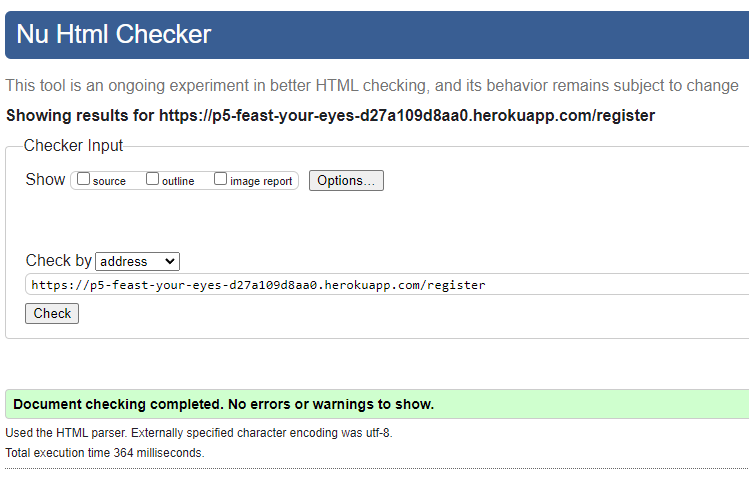 Nu Html Checker
This tool is an ongoing experiment in better HTML checking, and its behavior remains subject to change
Showing results for https://p5-feast-your-eyes-d27a109d8aa0.herokuapp.com/register
Checker Input
Show source outline image report Options...
Check by address
https://p5-feast-your-eyes-d27a109d8aa0.herokuapp.com/register
Check
Document checking completed. No errors or warnings to show.
Used the HTML parser. Externally specified character encoding was utf-8.
Total execution time 364 milliseconds.